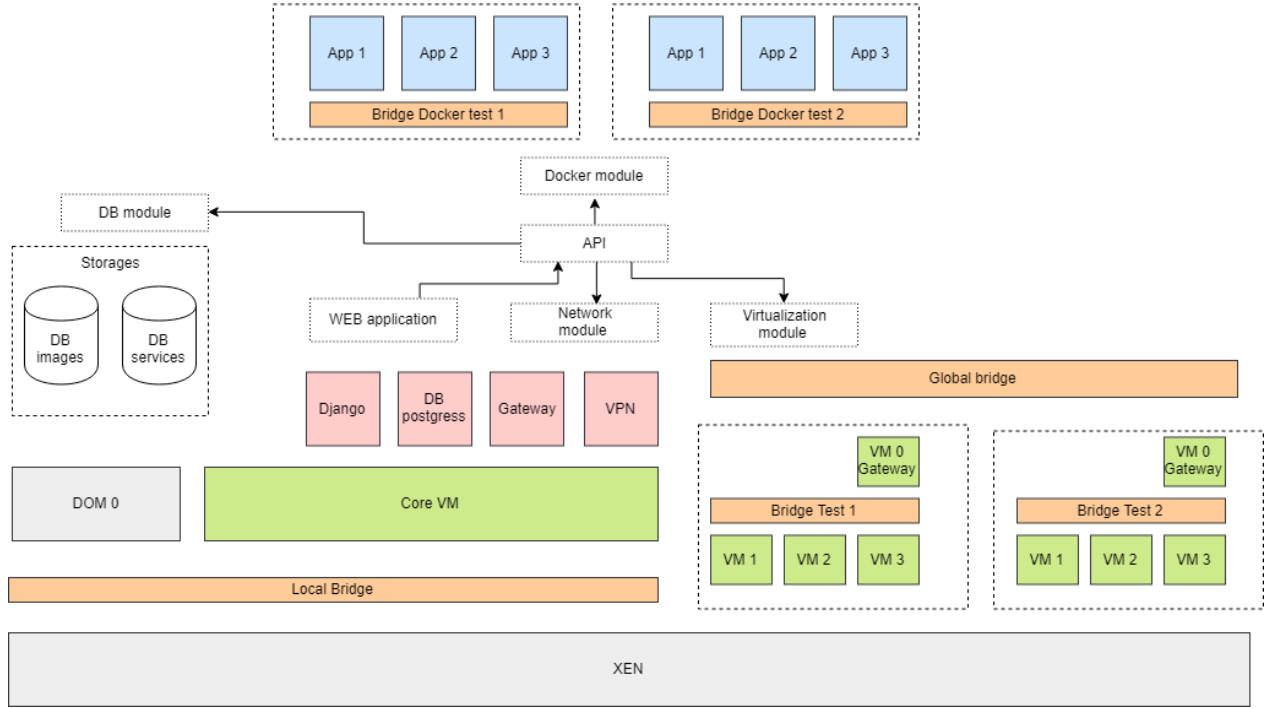 App 1
App 2
App 3
Bridge Docker test 1
App 1
App 2
App 3
Bridge Docker test 2
Docker module
DB module
API
Storages
DB
images
DB
services
WEB application
Network
module
Virtualization
module
Global bridge
Django
DB
postgress
Gateway
VPN
VM 0
Gateway
Bridge Test 1
VM 1
VM 2
VM 3
VM 0
Gateway
Bridge Test 2
VM 1
VM 2
VM 3
DOM 0
Core VM
Local Bridge
XEN